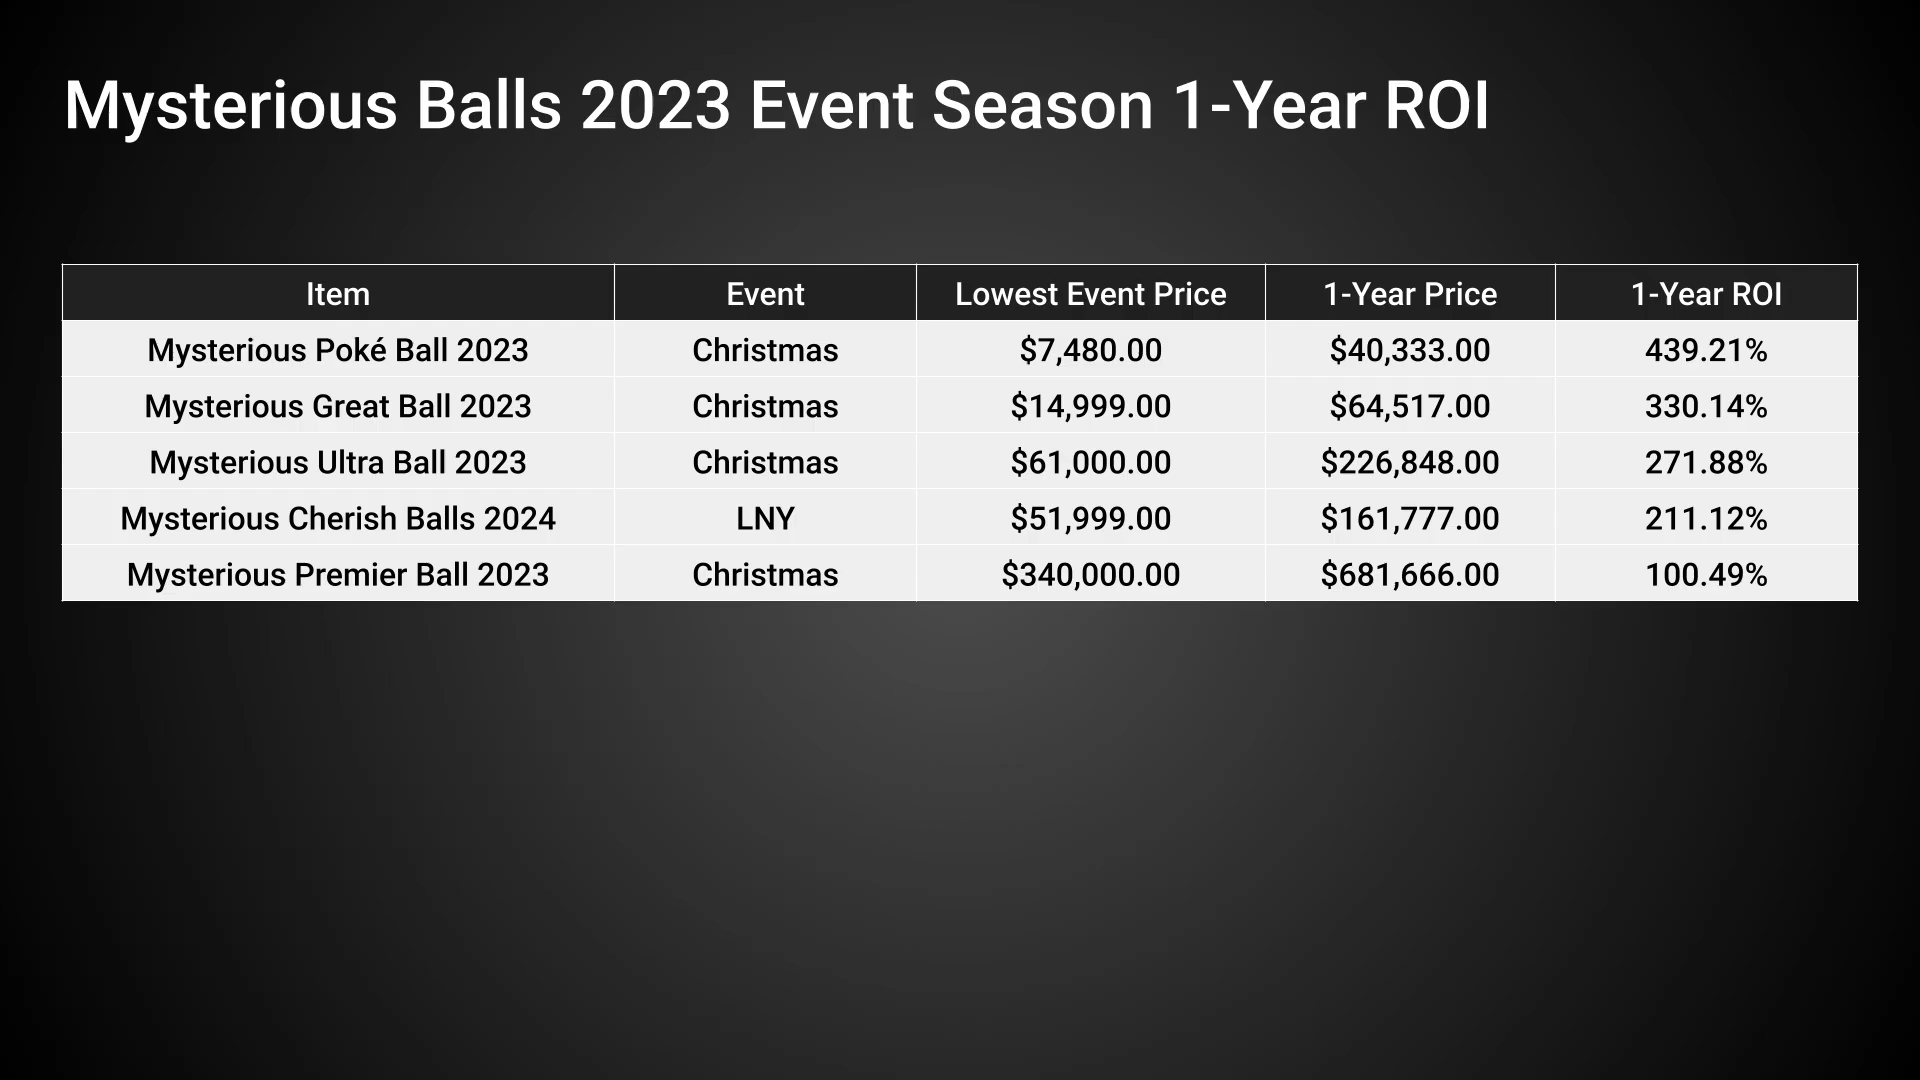 Mysterious Balls 2023 Event Season 1-Year ROI
Item Event Lowest Event Price 1-Year Price 1-Year ROI
Mysterious Poké Ball 2023 Christmas $7,480.00 $40,333.00 439.21%
Mysterious Great Ball 2023 Christmas $14,999.00 $64,517.00 330.14%
Mysterious Ultra Ball 2023 Christmas $61,000.00 $226,848.00 271.88%
Mysterious Cherish Balls 2024 LNY $51,999.00 $161,777.00 211.12%
Mysterious Premier Ball 2023 Christmas $340,000.00 $681,666.00 100.49%